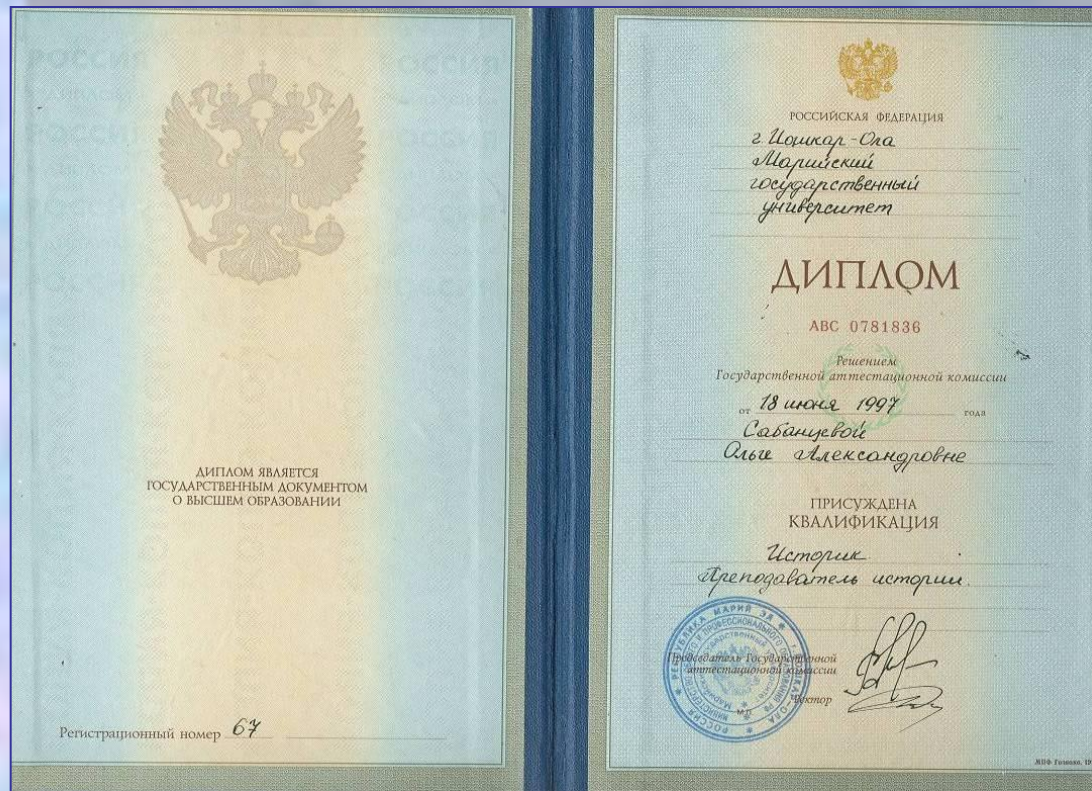 ДИПЛОМ ЯВЛЯЕТСЯ
ГОСУДАРСТВЕННЫМ ДОКУМЕНТОМ
О ВЫСШЕМ ОБРАЗОВАНИИ
Регистрационный номер 67
РОССИЙСКАЯ ФЕДЕРАЦИЯ
г Йошкар-Ола
Марийский
государственный
университет
ДИПЛОМ
АВС 0781836
Решением
Государственной аттестационной комиссии
от 18 июня 1997 года
Сабанцевой
Ольге Александровне
ПРИСУЖДЕНА
КВАЛИФИКАЦИЯ
Историк
Преподаватель истории.
Председатель Государственной
аттестационной комиссии
Ректор
М.П.